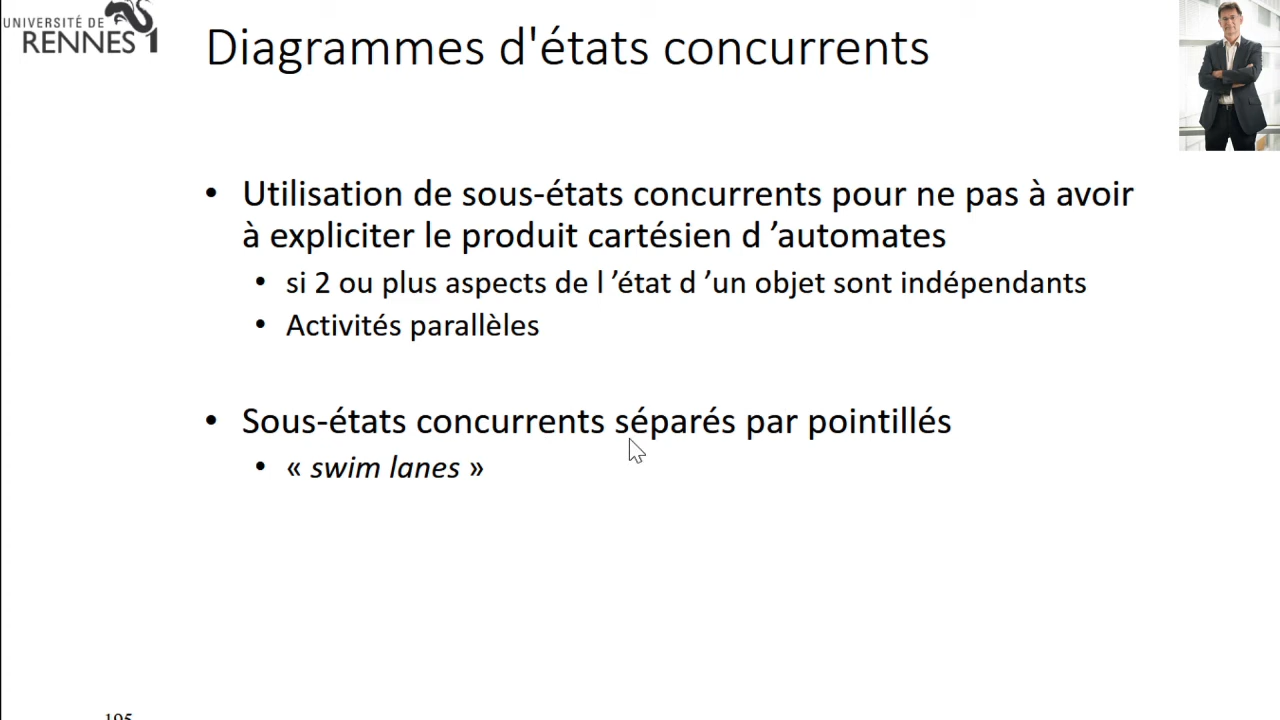 UNIVERSITÉ DE
RENNES 1
Diagrammes d'états concurrents
• Utilisation de sous-états concurrents pour ne pas à avoir
à expliciter le produit cartésien d ’automates
• si 2 ou plus aspects de l ’état d ’un objet sont indépendants
• Activités parallèles
• Sous-états concurrents séparés par pointillés
• « swim lanes »
195